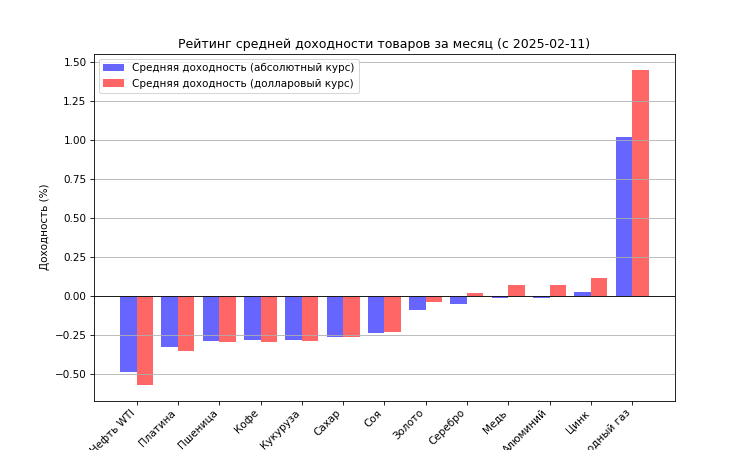 Рейтинг средней доходности товаров за месяц (с 2025-02-11)
Средняя доходность (абсолютный курс)
Средняя доходность (долларовый курс)
Доходность (%)
1.50
1.25
1.00
0.75
0.50
0.25
0.00
−0.25
−0.50
Нефть WTI
Платина
Пшеница
Кофе
Кукуруза
Сахар
Соя
Золото
Серебро
Медь
Алюминий
Цинк
газ